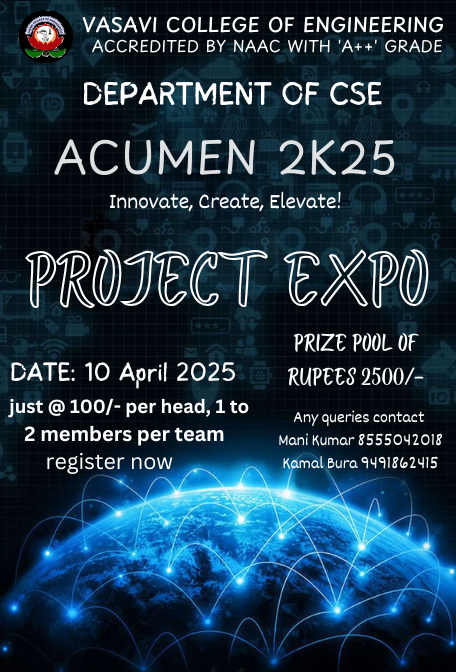 VASAVI COLLEGE OF ENGINEERING
ACCREDITED BY NAAC WITH 'A++' GRADE
DEPARTMENT OF CSE
ACUMEN 2K25
Innovate, Create, Elevate!
PROJECT EXPO
PRIZE POOL OF
RUPEES 2500/-
DATE: 10 April 2025
just @ 100/- per head, 1 to
2 members per team
register now
Any queries contact
Mani Kumar 8555042018
Kamal Bura 9491862415